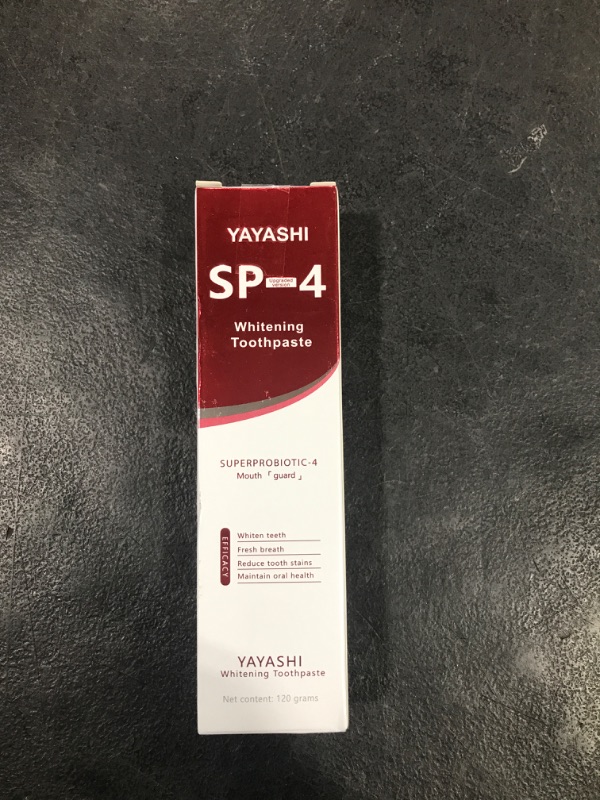 YAYASHI
SP-4
Upgraded
version
Whitening
Toothpaste
SUPERPROBIOTIC-4
Mouth「guard」
EFFICACY
Whiten teeth
Fresh breath
Reduce tooth stains
Maintain oral health
YAYASHI
Whitening Toothpaste
Net content: 120 grams